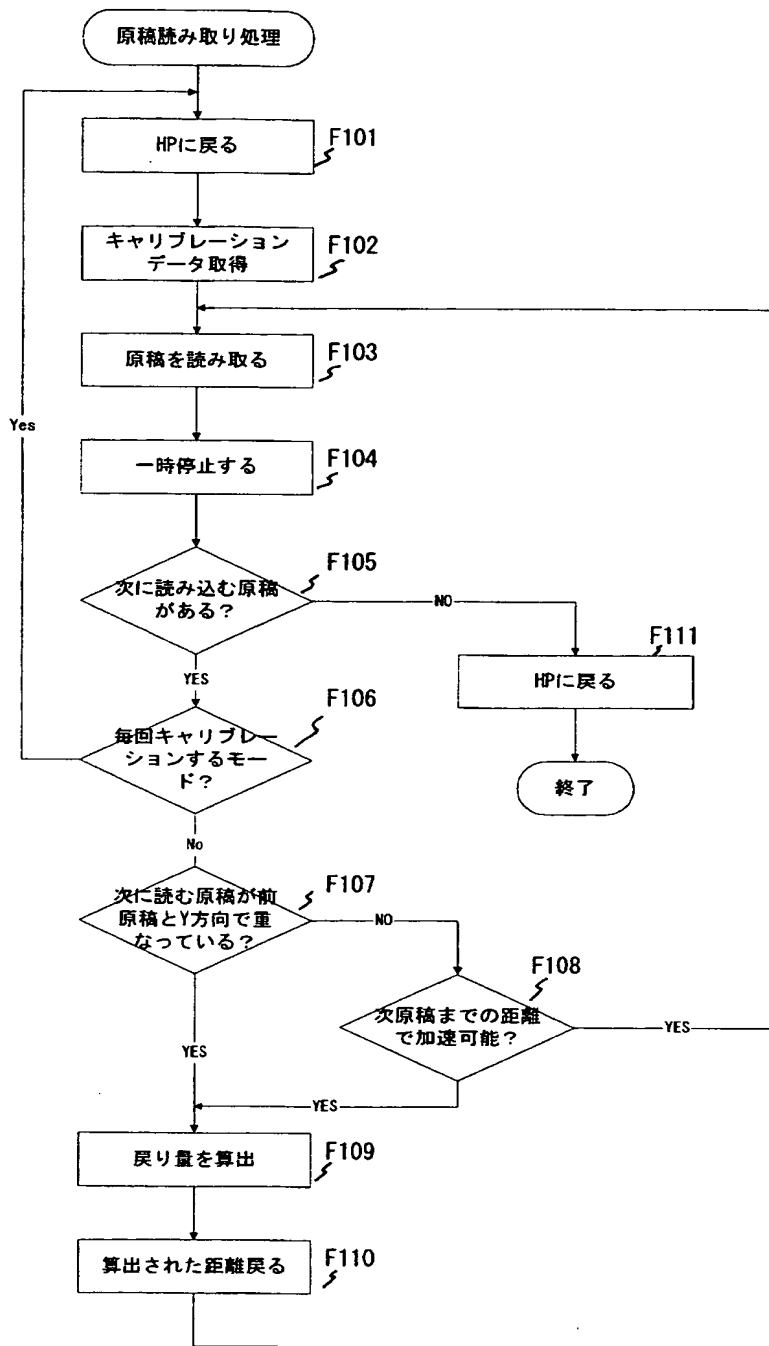 原稿読み取り処理
HPに戻る
F101
キャリブレーション
データ取得
F102
原稿を読み取る
F103
Yes
一時停止する
F104
次に読み込む原稿
がある？
F105
NO
YES
HPに戻る
F111
毎回キャリブレー
ションするモー
ド？
F106
終了
No
次に読む原稿が前
原稿とY方向で重
なっている？
F107
NO
次原稿までの距離
で加速可能？
F108
YES
YES
YES
戻り量を算出
F109
算出された距離戻る
F110